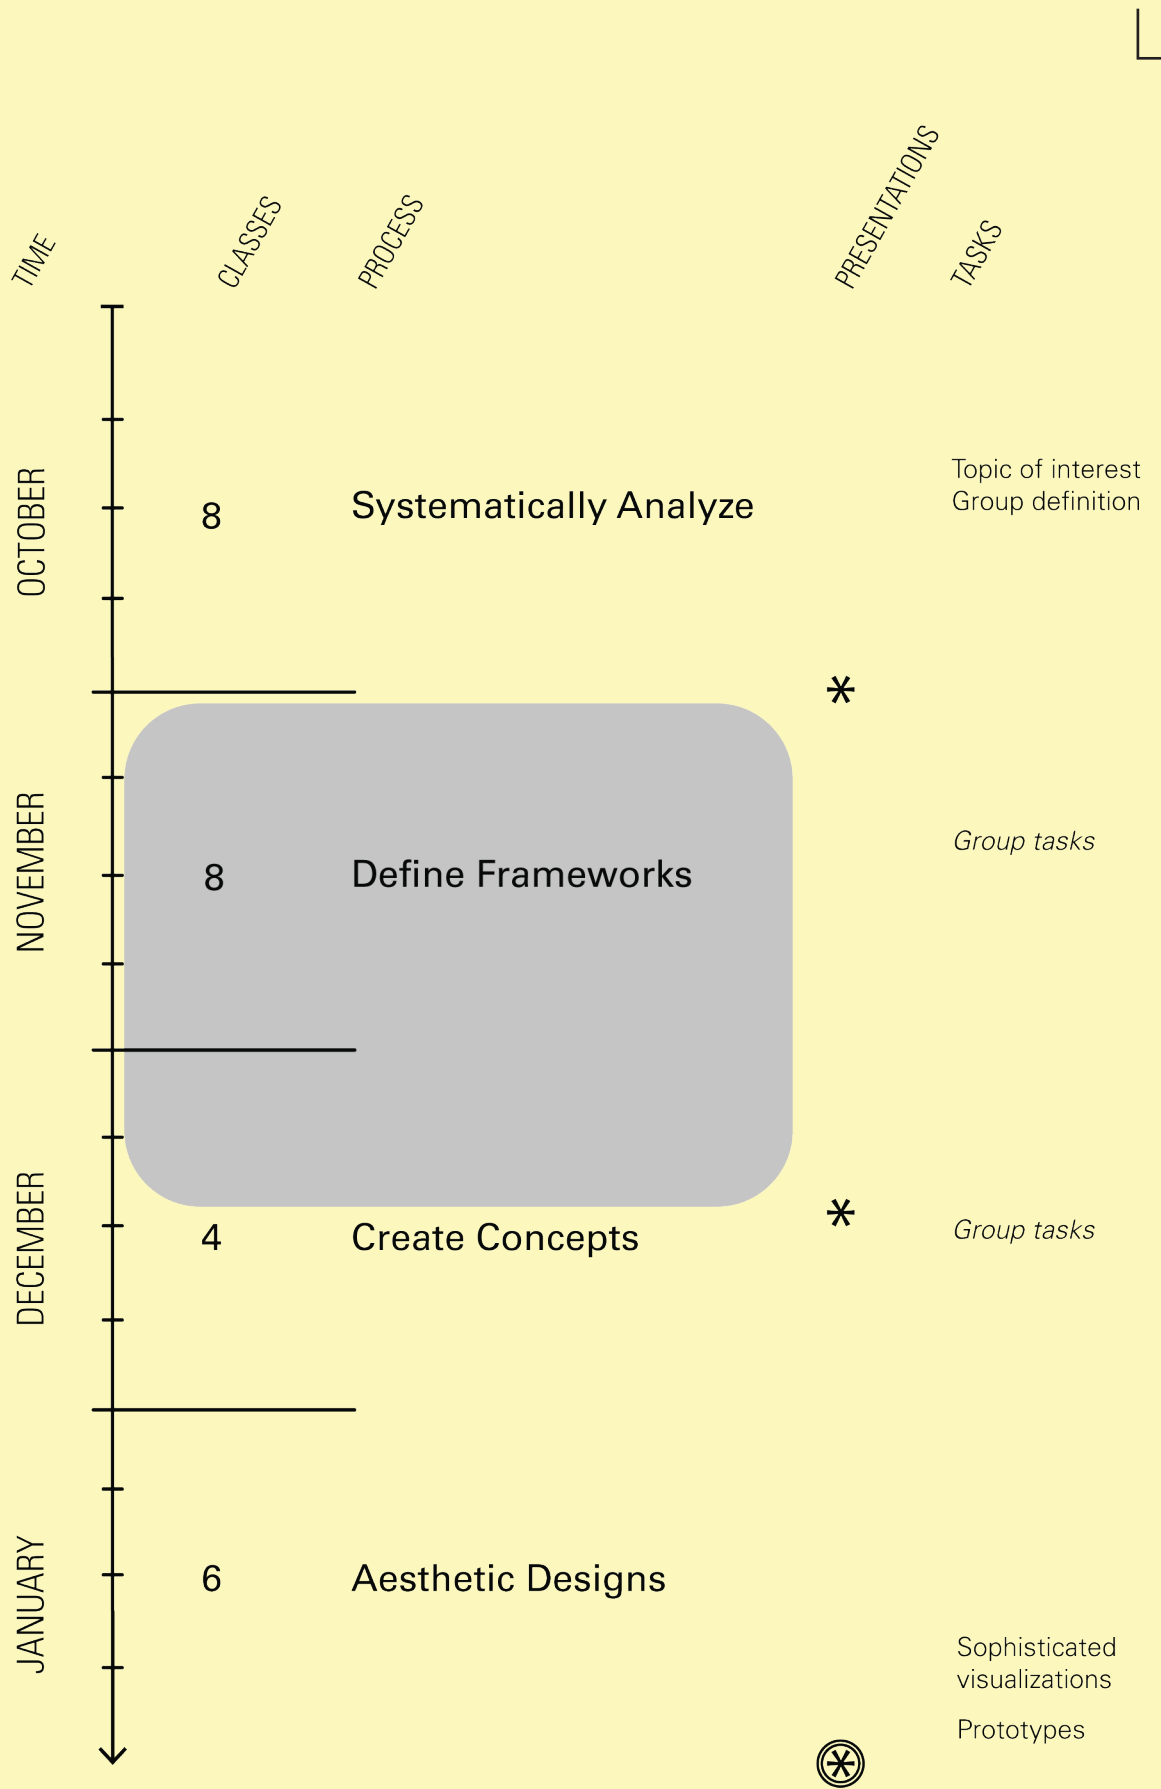 TIME
CLASSES
PROCESS
PRESENTATIONS
TASKS
OCTOBER
8
Systematically Analyze
Topic of interest
Group definition
*
NOVEMBER
8
Define Frameworks
Group tasks
*
DECEMBER
4
Create Concepts
Group tasks
JANUARY
6
Aesthetic Designs
Sophisticated
visualizations
Prototypes
*